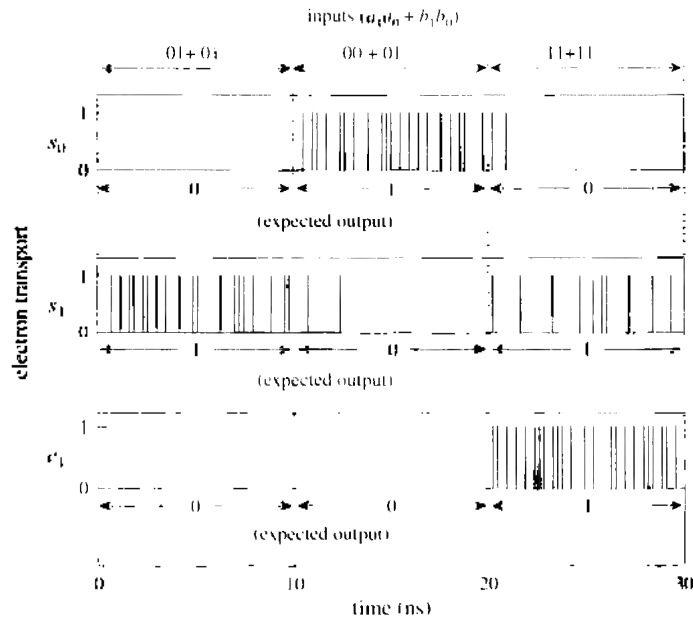 inputs (a₁a₀ + b₁b₀)
01+01 00+01 11+11
1
s₀
0
0 1 0
(expected output)
1
s₁
0
1 0 1
(expected output)
1
c₁
0
0 0 1
(expected output)
electron transport
0 10 20 30
time (ns)